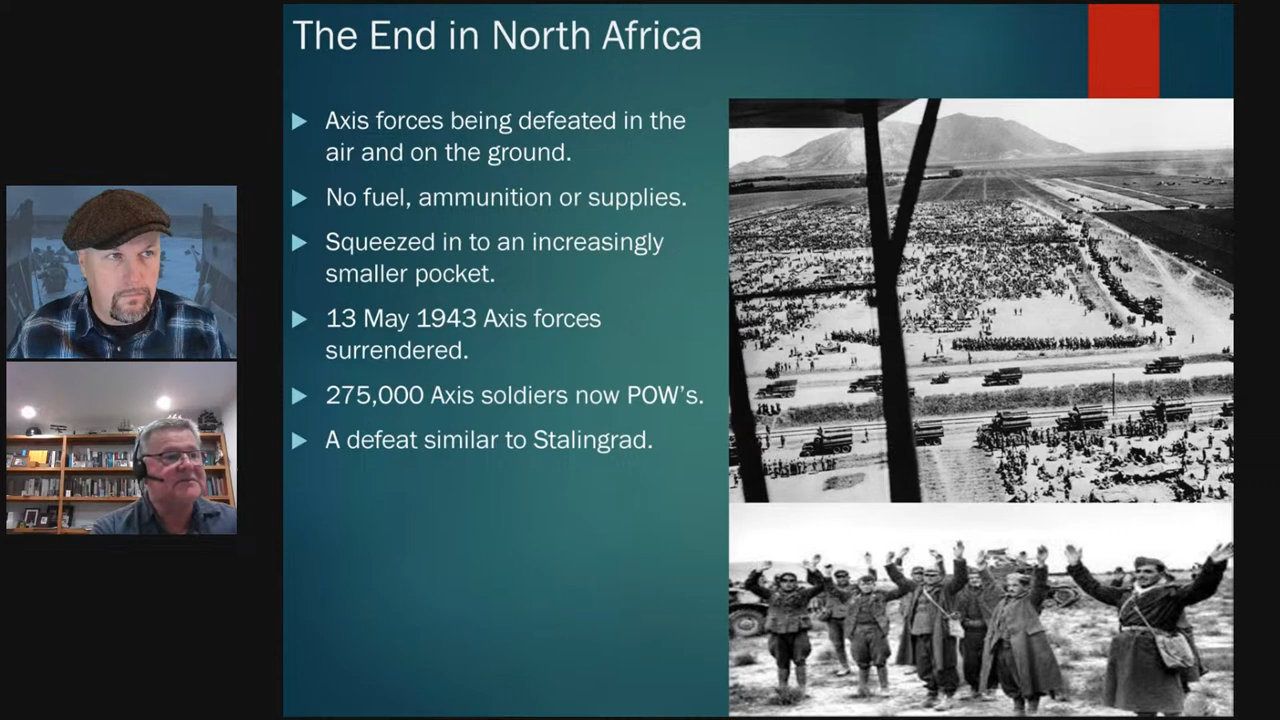 The End in North Africa
Axis forces being defeated in the
air and on the ground.
No fuel, ammunition or supplies.
Squeezed in to an increasingly
smaller pocket.
13 May 1943 Axis forces
surrendered.
275,000 Axis soldiers now POW's.
A defeat similar to Stalingrad.